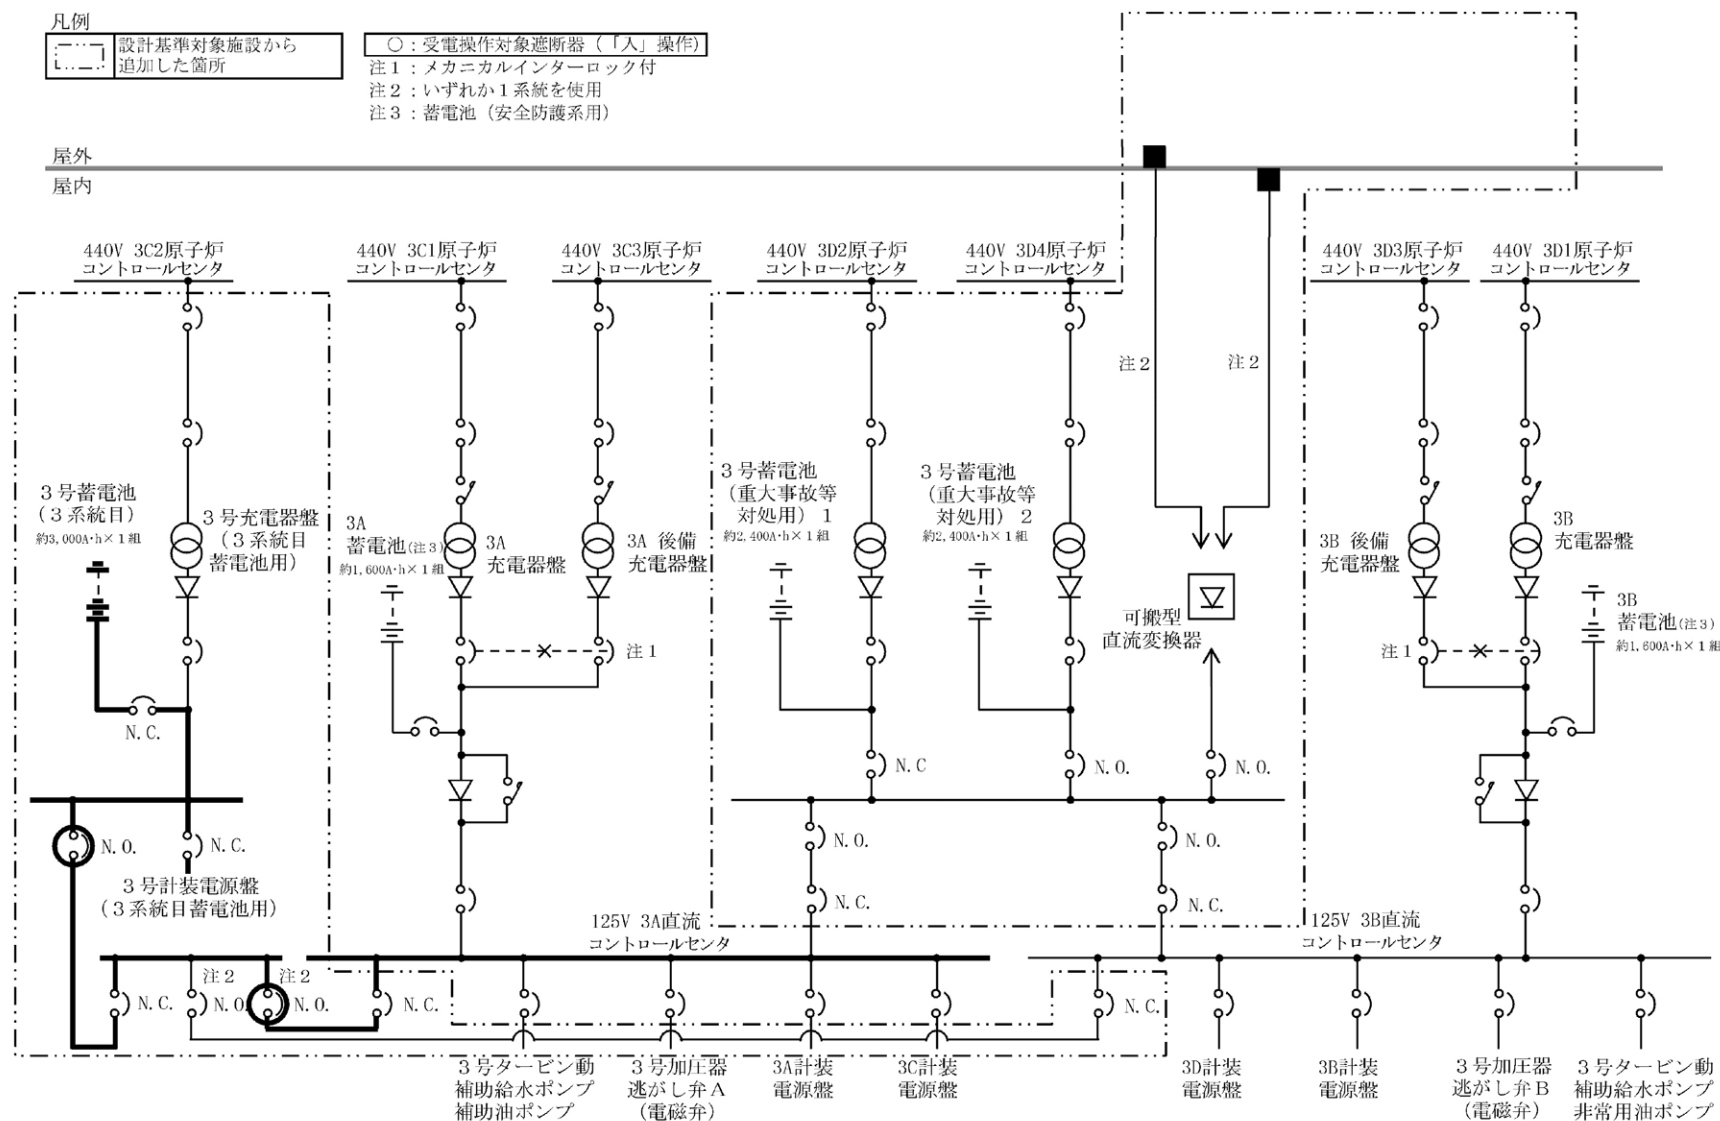 凡例
設計基準対象施設から
追加した箇所
○：受電操作対象遮断器（「入」操作）
注１：メカニカルインターロック付
注２：いずれか１系統を使用
注３：蓄電池（安全防護系用）
屋外
屋内
440V 3C2原子炉
コントロールセンタ
440V 3C1原子炉
コントロールセンタ
440V 3C3原子炉
コントロールセンタ
440V 3D2原子炉
コントロールセンタ
440V 3D4原子炉
コントロールセンタ
440V 3D3原子炉
コントロールセンタ
440V 3D1原子炉
コントロールセンタ
注２
注２
３号蓄電池
（３系統目）
約3,000A･h×１組
３号充電器盤
（３系統目
蓄電池用）
3A
蓄電池(注３)
約1,600A･h×１組
3A
充電器盤
3A 後備
充電器盤
３号蓄電池
（重大事故等
対処用）１
約2,400A･h×１組
３号蓄電池
（重大事故等
対処用）２
約2,400A･h×１組
可搬型
直流変換器
3B 後備
充電器盤
3B
充電器盤
3B
蓄電池(注３)
約1,600A･h×１組
注１
注１
N.C.
N.C
N.O.
N.O.
N.O.
N.C.
N.O.
N.O.
３号計装電源盤
（３系統目蓄電池用）
N.C.
N.C.
125V 3A直流
コントロールセンタ
125V 3B直流
コントロールセンタ
注２
注２
N.C.
N.O.
N.O.
N.C.
N.C.
３号タービン動
補助給水ポンプ
補助油ポンプ
３号加圧器
逃がし弁Ａ
（電磁弁）
3A計装
電源盤
3C計装
電源盤
3D計装
電源盤
3B計装
電源盤
３号加圧器
逃がし弁Ｂ
（電磁弁）
３号タービン動
補助給水ポンプ
非常用油ポンプ